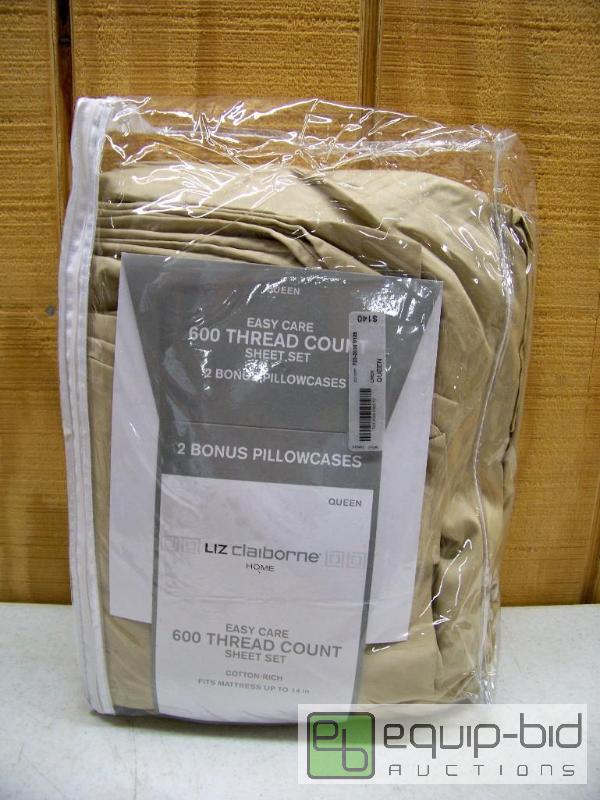 QUEEN
EASY CARE
600 THREAD COUNT
SHEET SET
2 BONUS PILLOWCASES
$140
QUEEN
2 BONUS PILLOWCASES
QUEEN
LIZ claiborne®
HOME
EASY CARE
600 THREAD COUNT
SHEET SET
COTTON-RICH
FITS MATTRESS UP TO 14 in
eb equip-bid
AUCTIONS